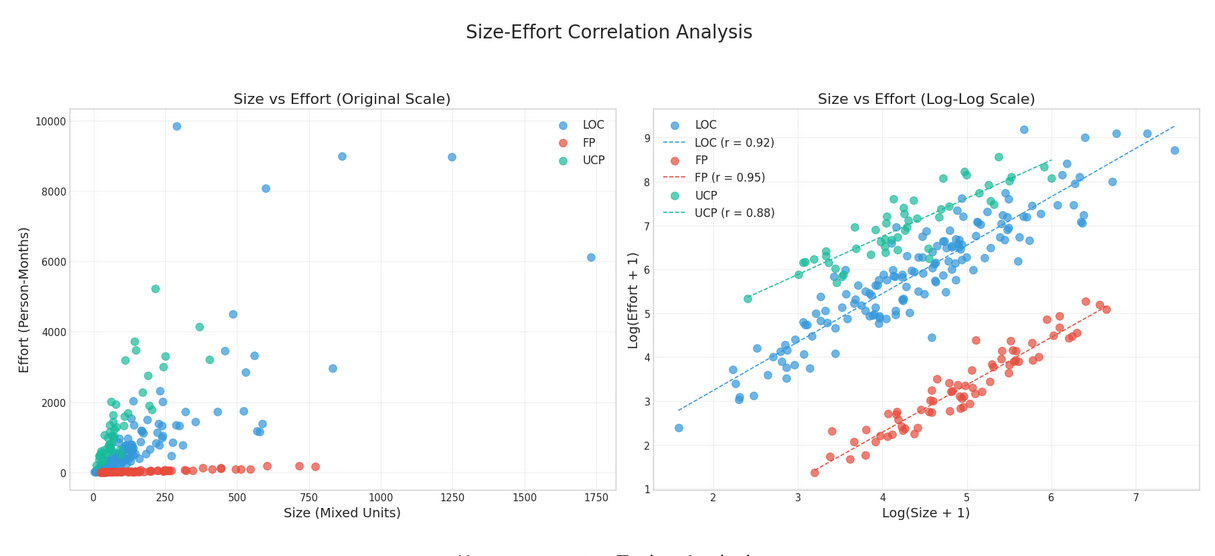 Size-Effort Correlation Analysis
Size vs Effort (Original Scale)
Effort (Person-Months)
10000
8000
6000
4000
2000
0
LOC
FP
UCP
0 250 500 750 1000 1250 1500 1750
Size (Mixed Units)
Size vs Effort (Log-Log Scale)
Log(Effort + 1)
9
8
7
6
5
4
3
2
1
LOC
LOC (r = 0.92)
FP
FP (r = 0.95)
UCP
UCP (r = 0.88)
2 3 4 5 6 7
Log(Size + 1)